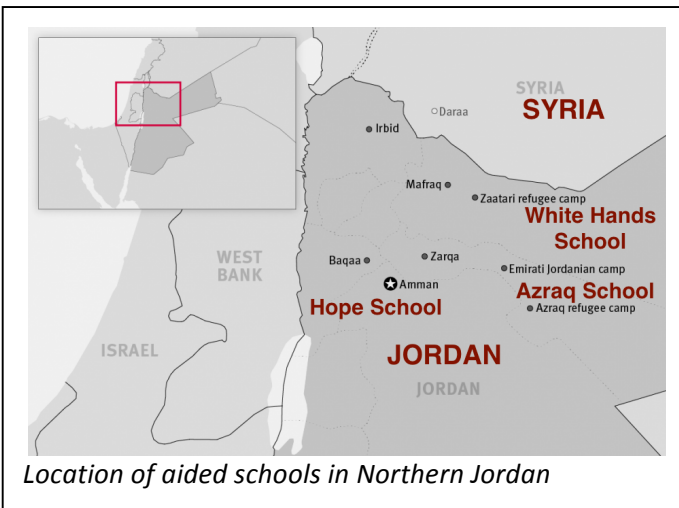 SYRIA
SYRIA
Daraa
Irbid
Mafraq
Zaatari refugee camp
White Hands
School
WEST
BANK
Baqaa
Zarqa
Emirati Jordanian camp
Amman
Azraq School
Hope School
Azraq refugee camp
ISRAEL
JORDAN
JORDAN
Location of aided schools in Northern Jordan